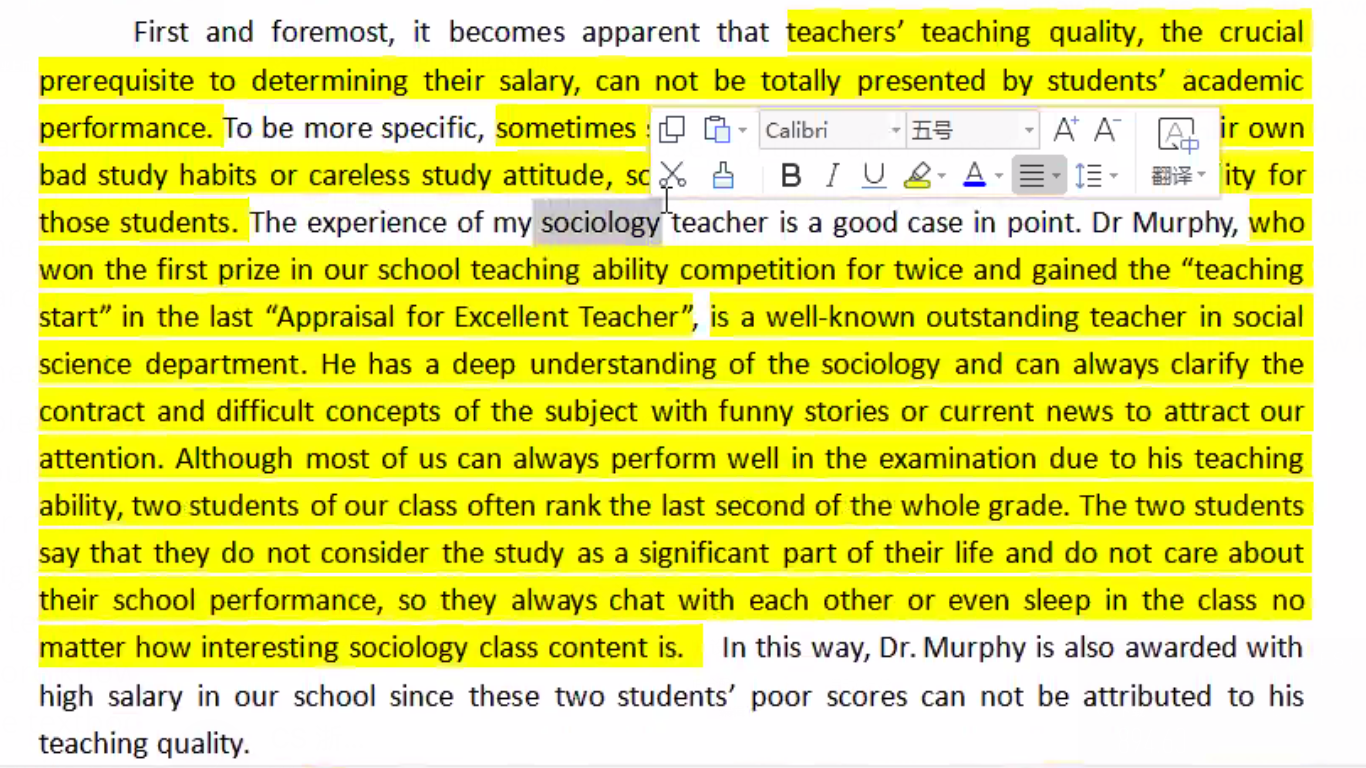 First and foremost, it becomes apparent that teachers’ teaching quality, the crucial
prerequisite to determining their salary, can not be totally presented by students’ academic
performance. To be more specific, sometimes
Calibri
五号
ir own
bad study habits or careless study attitude, so
B I U A
翻译
ity for
those students. The experience of my sociology teacher is a good case in point. Dr Murphy, who
won the first prize in our school teaching ability competition for twice and gained the “teaching
start” in the last “Appraisal for Excellent Teacher”, is a well-known outstanding teacher in social
science department. He has a deep understanding of the sociology and can always clarify the
contract and difficult concepts of the subject with funny stories or current news to attract our
attention. Although most of us can always perform well in the examination due to his teaching
ability, two students of our class often rank the last second of the whole grade. The two students
say that they do not consider the study as a significant part of their life and do not care about
their school performance, so they always chat with each other or even sleep in the class no
matter how interesting sociology class content is. In this way, Dr. Murphy is also awarded with
high salary in our school since these two students’ poor scores can not be attributed to his
teaching quality.